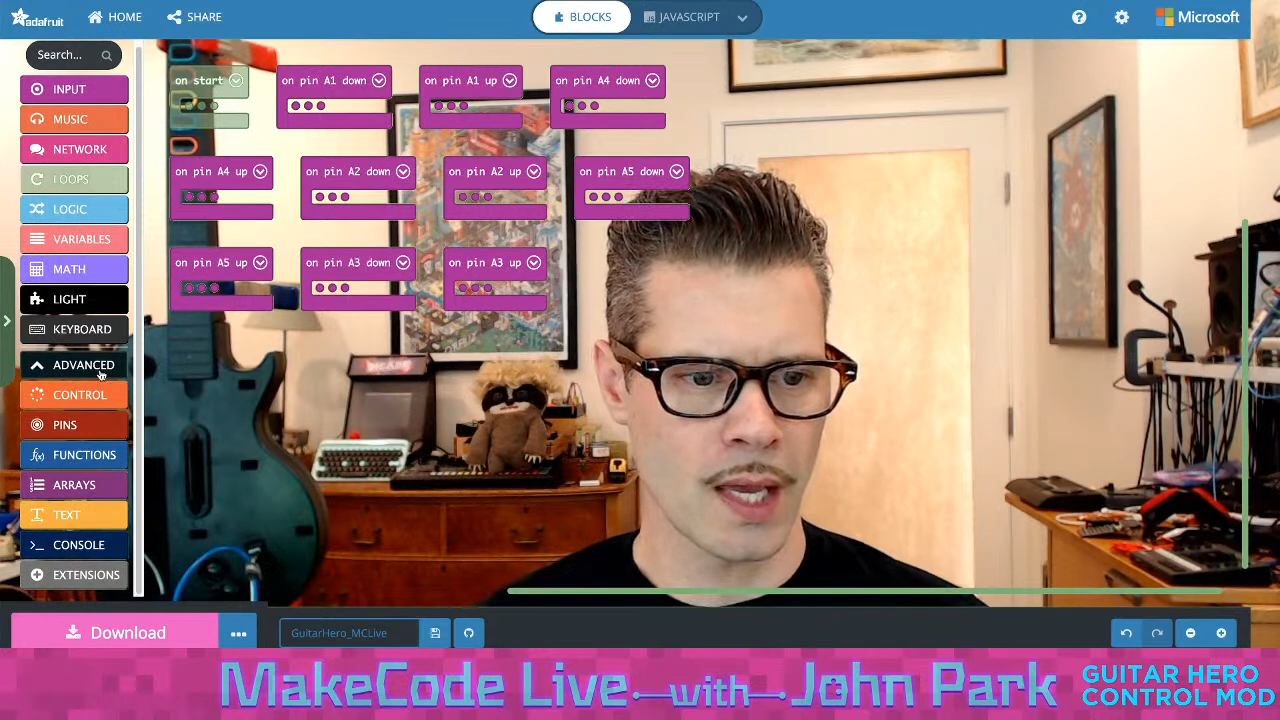 adafruit
HOME
SHARE
BLOCKS
JAVASCRIPT
Microsoft
Search...
INPUT
MUSIC
NETWORK
LOOPS
LOGIC
VARIABLES
MATH
LIGHT
KEYBOARD
ADVANCED
CONTROL
PINS
FUNCTIONS
ARRAYS
TEXT
CONSOLE
EXTENSIONS
on start
on pin A1 down
on pin A1 up
on pin A4 down
on pin A4 up
on pin A2 down
on pin A2 up
on pin A5 down
on pin A5 up
on pin A3 down
on pin A3 up
Download
GuitarHero_MCLive
MakeCode Live with John Park
GUITAR HERO
CONTROL MOD